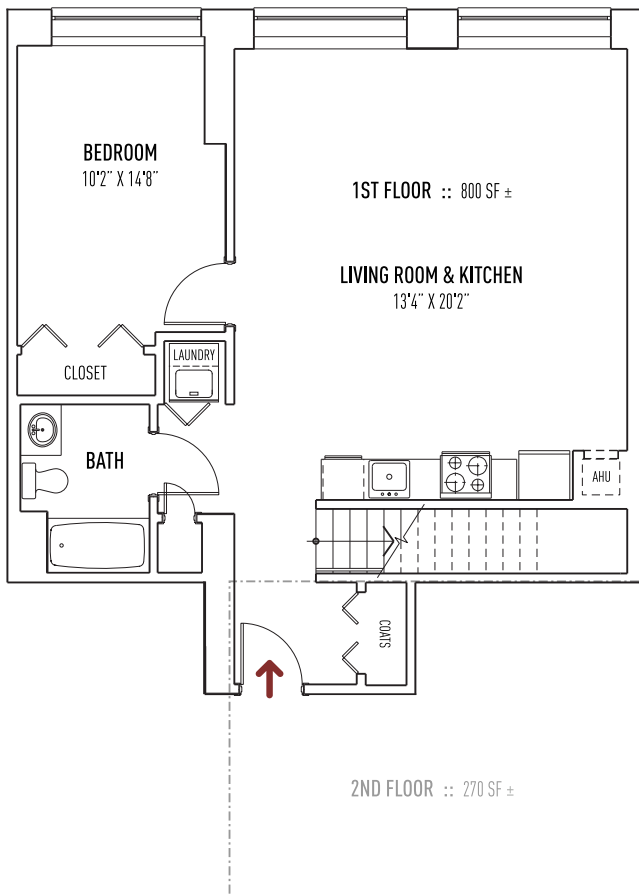 BEDROOM
10'2" X 14'8"
1ST FLOOR :: 800 SF ±
LIVING ROOM & KITCHEN
13'4" X 20'2"
LAUNDRY
CLOSET
BATH
AHU
COATS
2ND FLOOR :: 270 SF ±